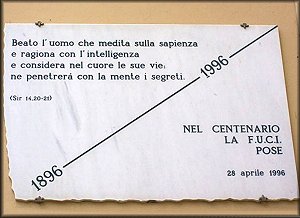 Beato l'uomo che medita sulla sapienza
e ragiona con l'intelligenza
e considera nel cuore le sue vie:
ne penetrerà con la mente i segreti.
(Sir 14,20-21)
1896
1996
NEL CENTENARIO
LA F.U.C.I.
POSE
28 aprile 1996